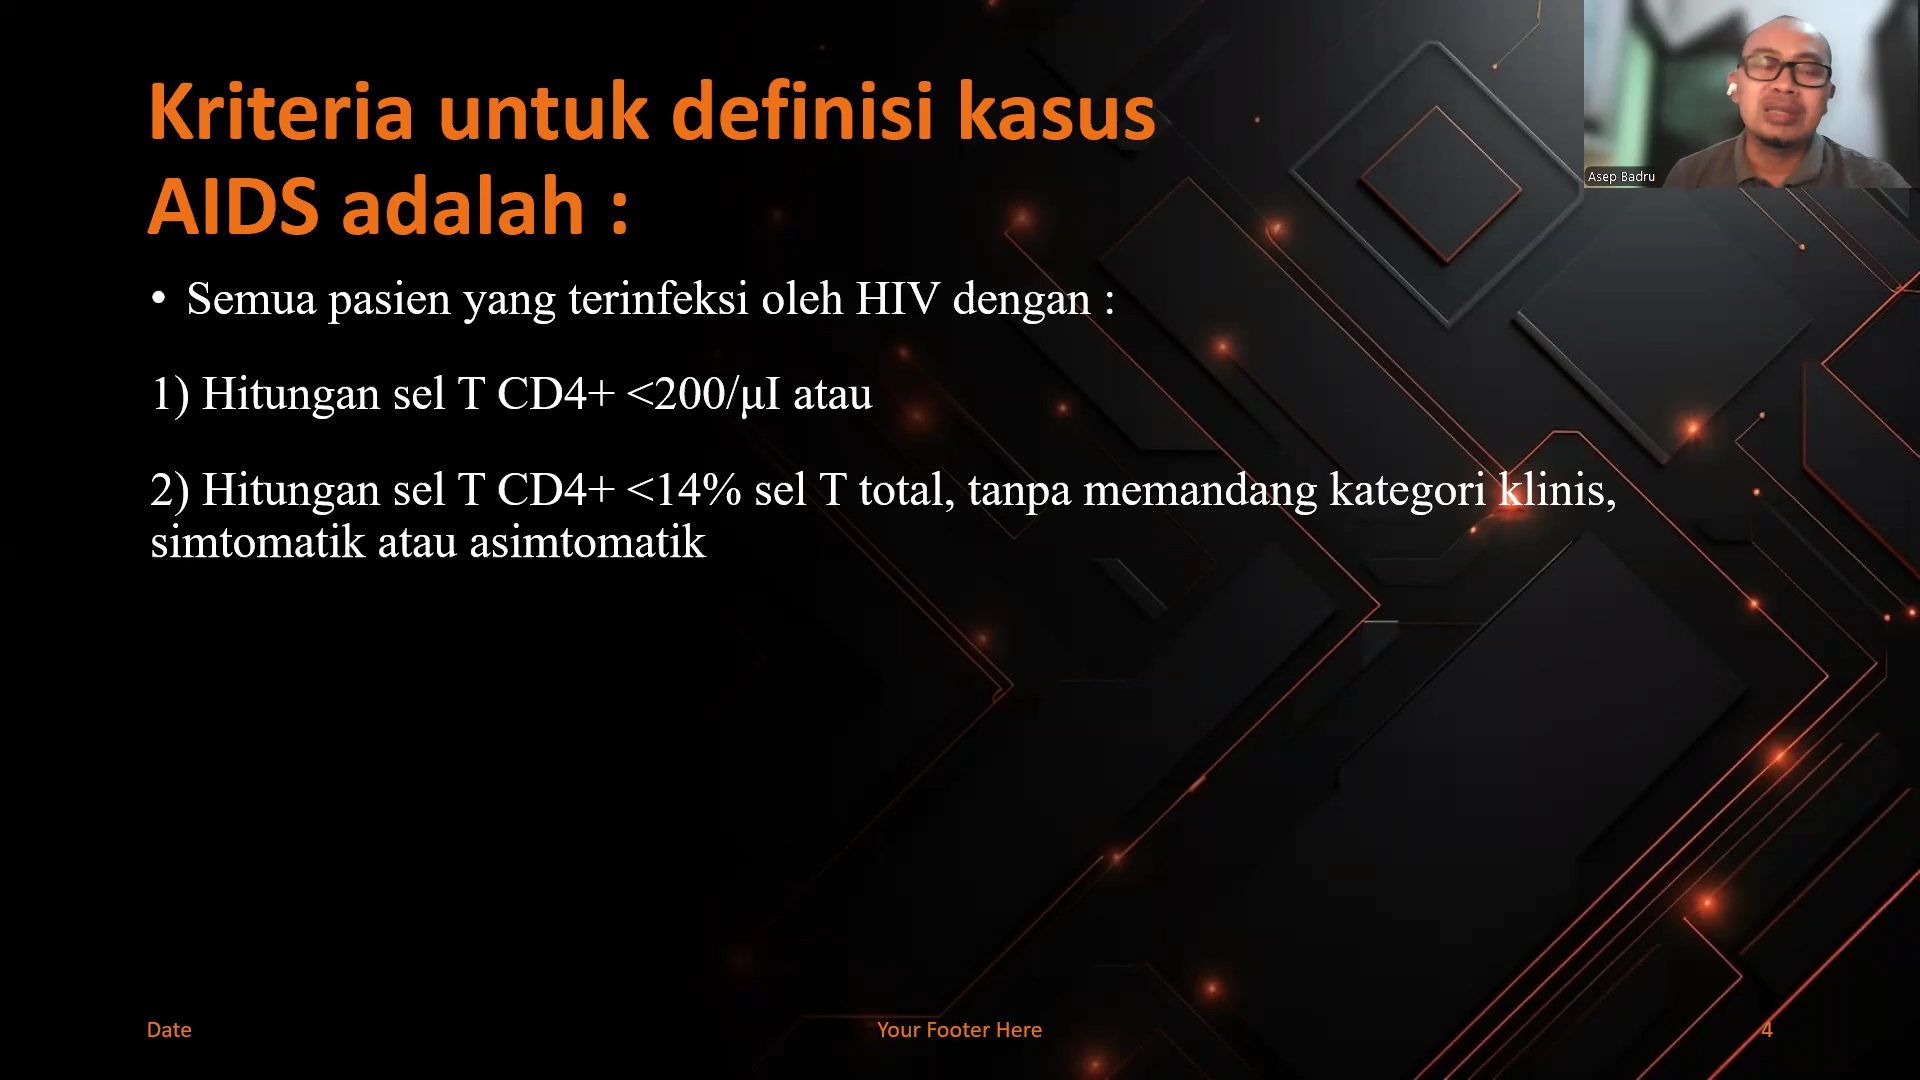 Kriteria untuk definisi kasus
AIDS adalah :
• Semua pasien yang terinfeksi oleh HIV dengan :
1) Hitungan sel T CD4+ <200/μI atau
2) Hitungan sel T CD4+ <14% sel T total, tanpa memandang kategori klinis,
simtomatik atau asimtomatik
Asep Badru
Date
Your Footer Here
4